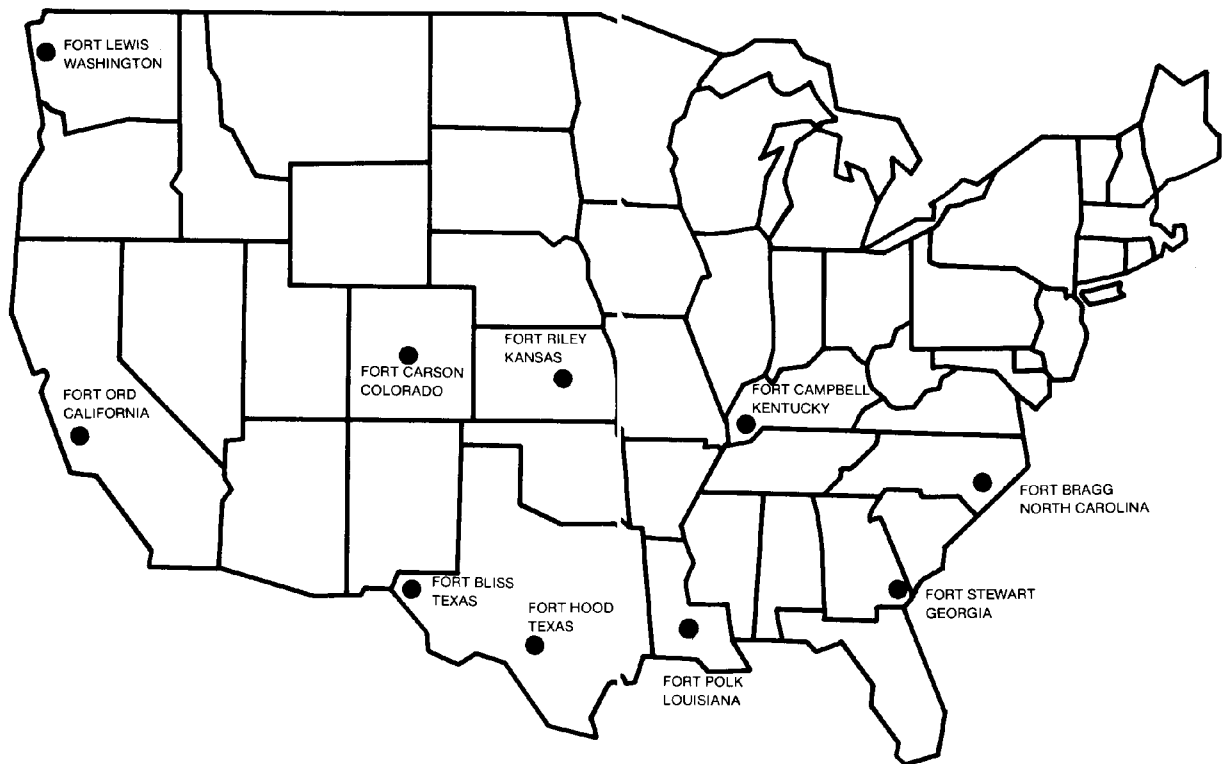 FORT LEWIS
WASHINGTON
FORT RILEY
KANSAS
FORT CARSON
COLORADO
FORT ORD
CALIFORNIA
FORT CAMPBELL
KENTUCKY
FORT BRAGG
NORTH CAROLINA
FORT BLISS
TEXAS
FORT HOOD
TEXAS
FORT STEWART
GEORGIA
FORT POLK
LOUISIANA